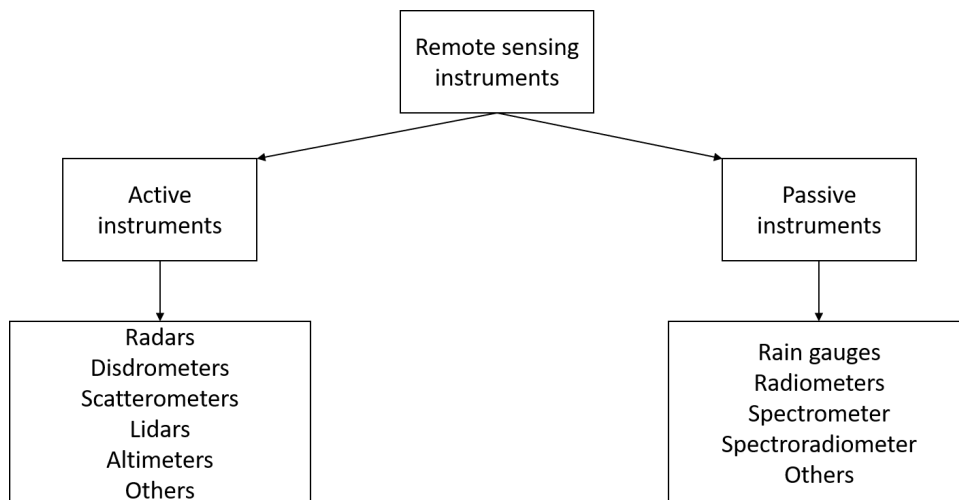 Remote sensing
instruments
Active
instruments
Passive
instruments
Radars
Disdrometers
Scatterometers
Lidars
Altimeters
Others
Rain gauges
Radiometers
Spectrometer
Spectroradiometer
Others